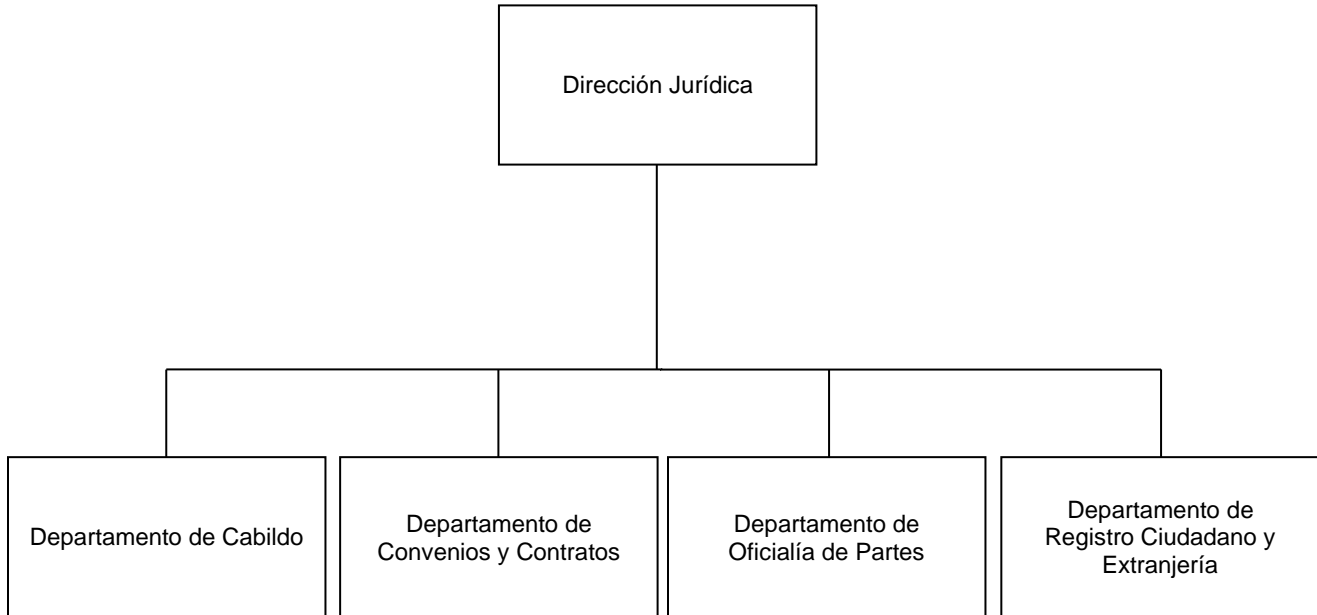 Dirección Jurídica
Departamento de Cabildo
Departamento de
Convenios y Contratos
Departamento de
Oficialía de Partes
Departamento de
Registro Ciudadano y
Extranjería